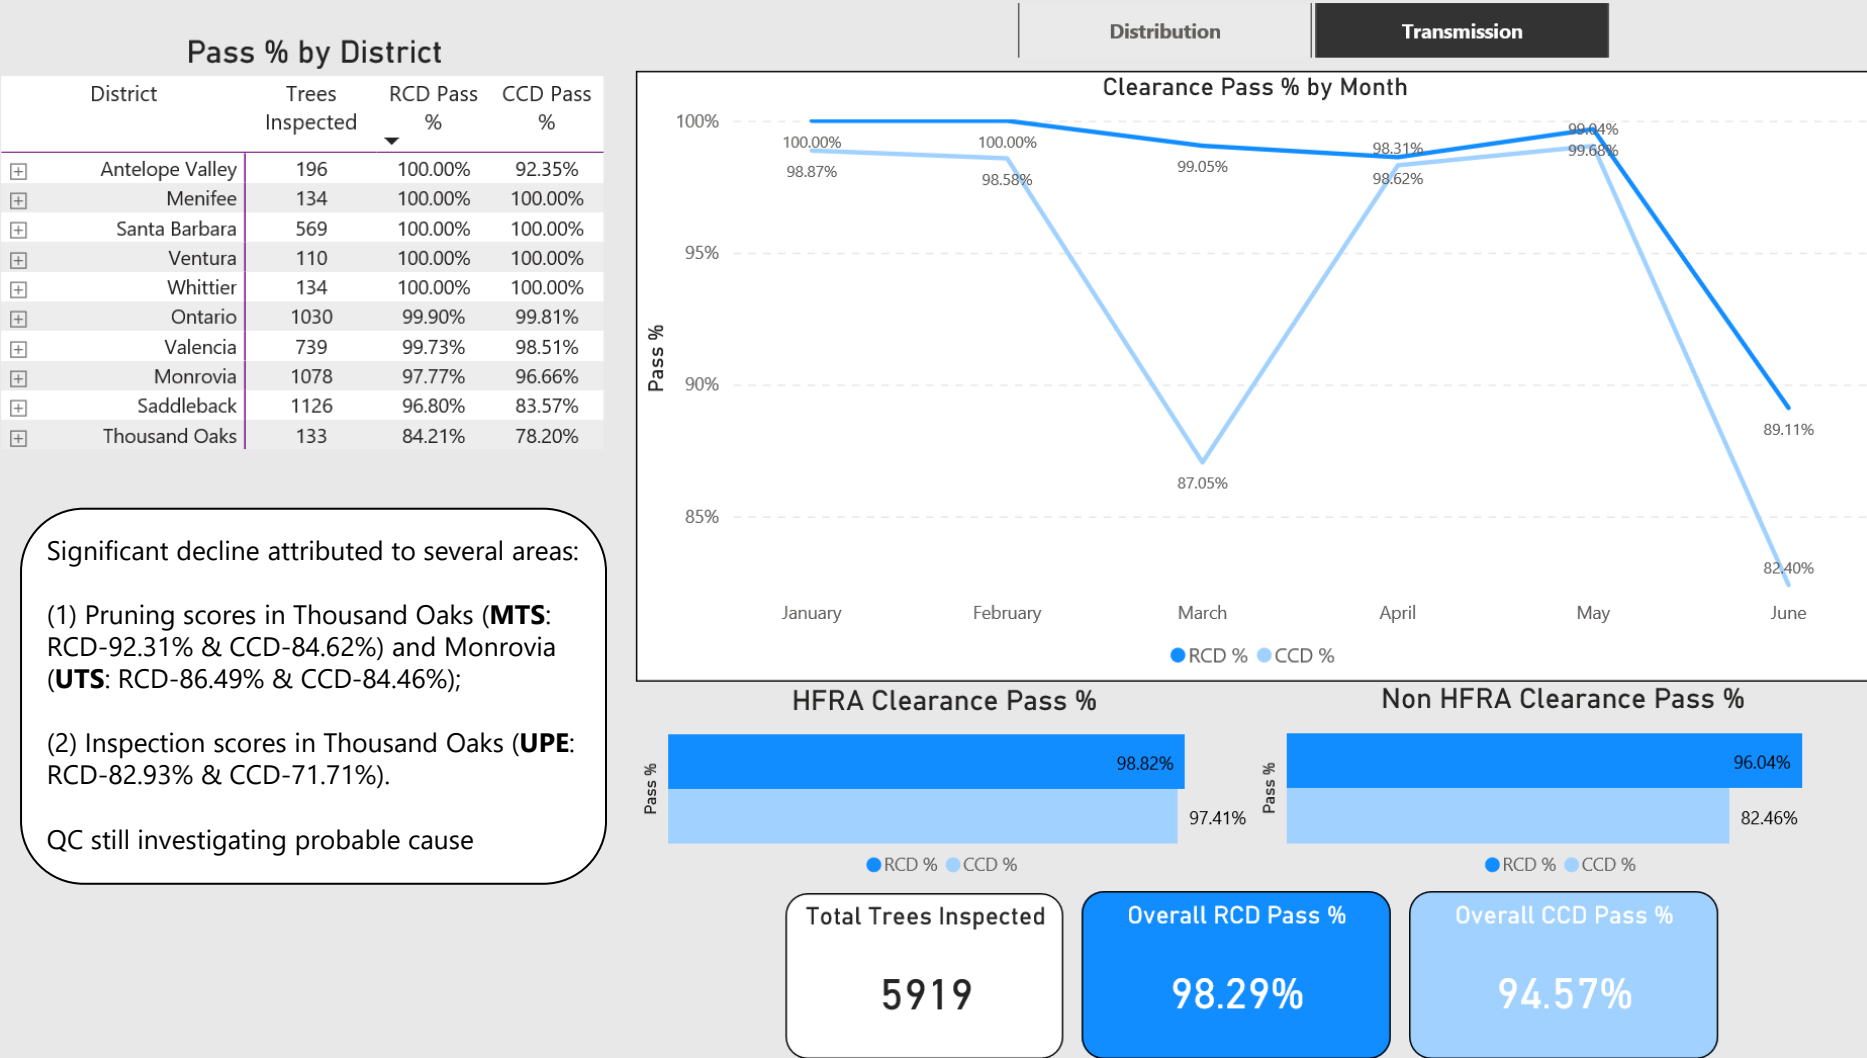 Distribution
Transmission
Pass % by District
District Trees Inspected RCD Pass % CCD Pass %
Antelope Valley 196 100.00% 92.35%
Menifee 134 100.00% 100.00%
Santa Barbara 569 100.00% 100.00%
Ventura 110 100.00% 100.00%
Whittier 134 100.00% 100.00%
Ontario 1030 99.90% 99.81%
Valencia 739 99.73% 98.51%
Monrovia 1078 97.77% 96.66%
Saddleback 1126 96.80% 83.57%
Thousand Oaks 133 84.21% 78.20%
Significant decline attributed to several areas:
(1) Pruning scores in Thousand Oaks (MTS:
RCD-92.31% & CCD-84.62%) and Monrovia
(UTS: RCD-86.49% & CCD-84.46%);
(2) Inspection scores in Thousand Oaks (UPE:
RCD-82.93% & CCD-71.71%).
QC still investigating probable cause
Clearance Pass % by Month
Pass %
100%
95%
90%
85%
100.00% 100.00% 99.05% 98.31% 99.04%
98.87% 98.58% 87.05% 98.62% 99.68%
89.11%
82.40%
January February March April May June
RCD % CCD %
HFRA Clearance Pass %
Pass %
98.82%
97.41%
RCD % CCD %
Non HFRA Clearance Pass %
Pass %
96.04%
82.46%
RCD % CCD %
Total Trees Inspected
5919
Overall RCD Pass %
98.29%
Overall CCD Pass %
94.57%